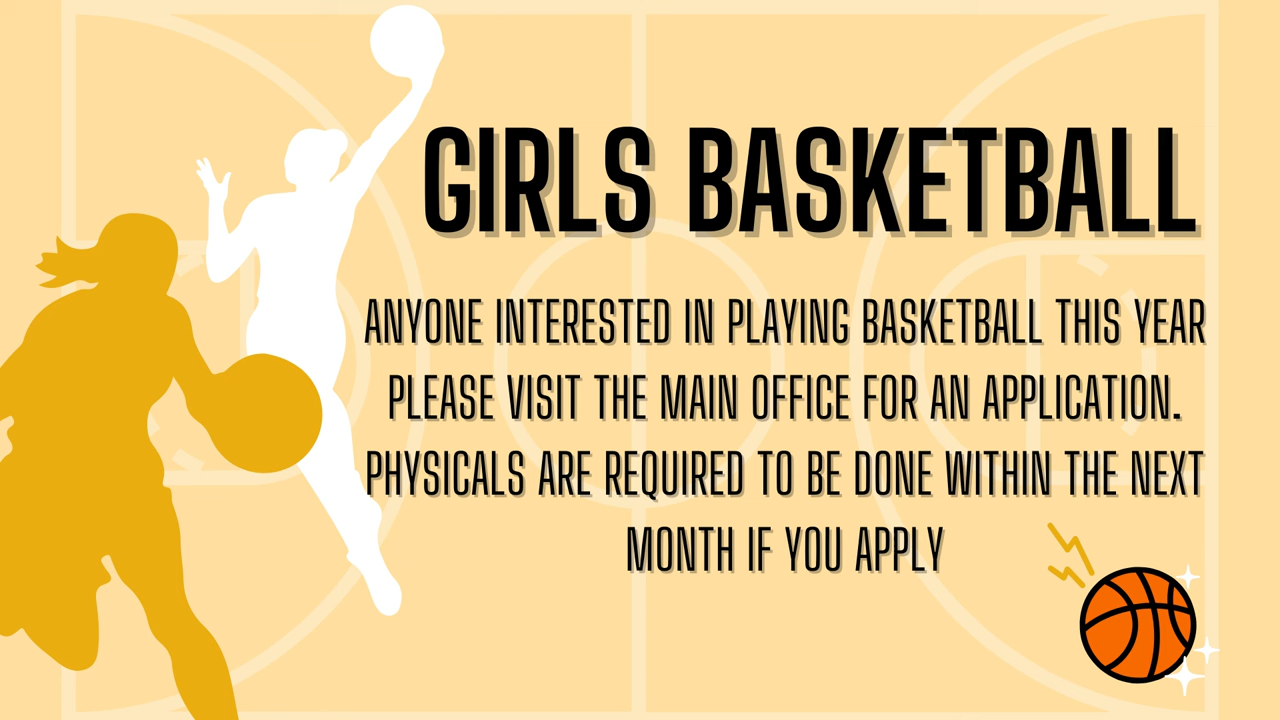 GIRLS BASKETBALL
ANYONE INTERESTED IN PLAYING BASKETBALL THIS YEAR
PLEASE VISIT THE MAIN OFFICE FOR AN APPLICATION.
PHYSICALS ARE REQUIRED TO BE DONE WITHIN THE NEXT
MONTH IF YOU APPLY